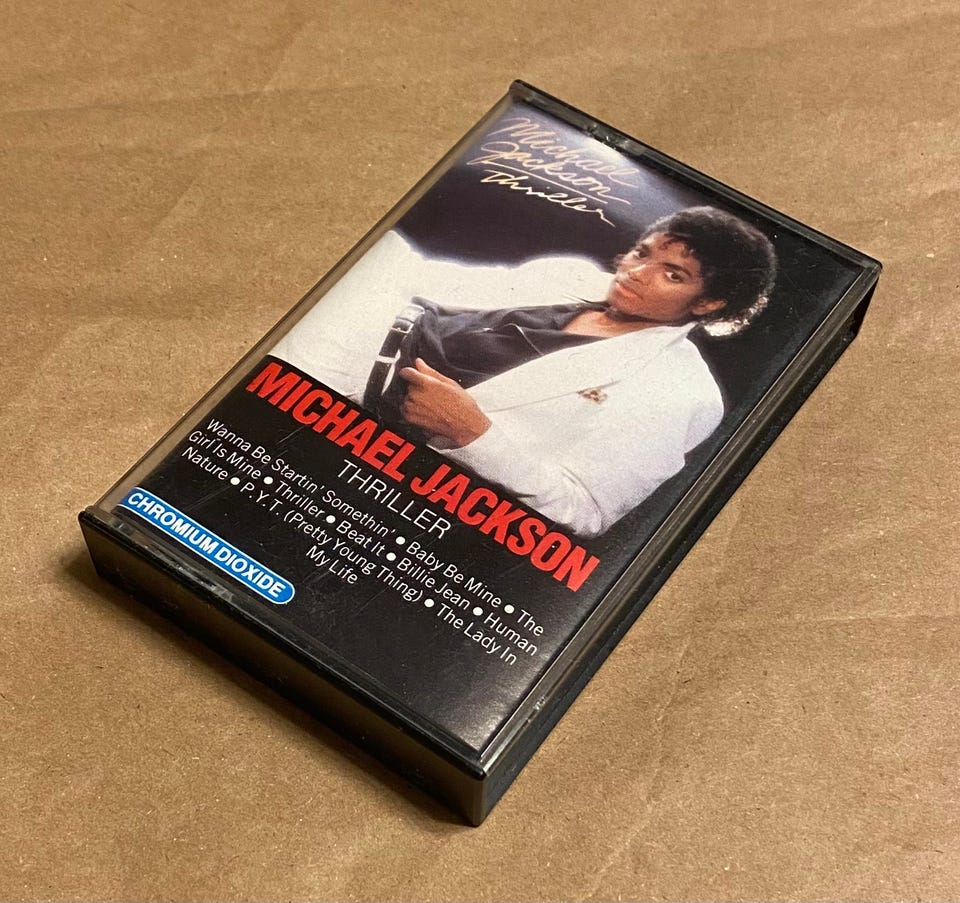 Michael
Jackson
Thriller
MICHAEL JACKSON
THRILLER
Wanna Be Startin' Somethin' ● Baby Be Mine ● The
Girl Is Mine ● Thriller ● Beat It ● Billie Jean ● Human
Nature ● P.Y.T. (Pretty Young Thing) ● The Lady In
My Life
CHROMIUM DIOXIDE